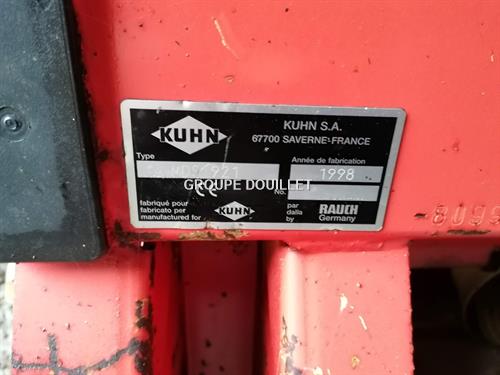 KUHN
KUHN S.A.
67700 SAVERNE-FRANCE
Type
Année de fabrication
921
1998
GROUPE DOUILLET
No.
fabriqué pour
fabricato per
manufactured for
KUHN
par
dalla
by
RAUCH
Germany